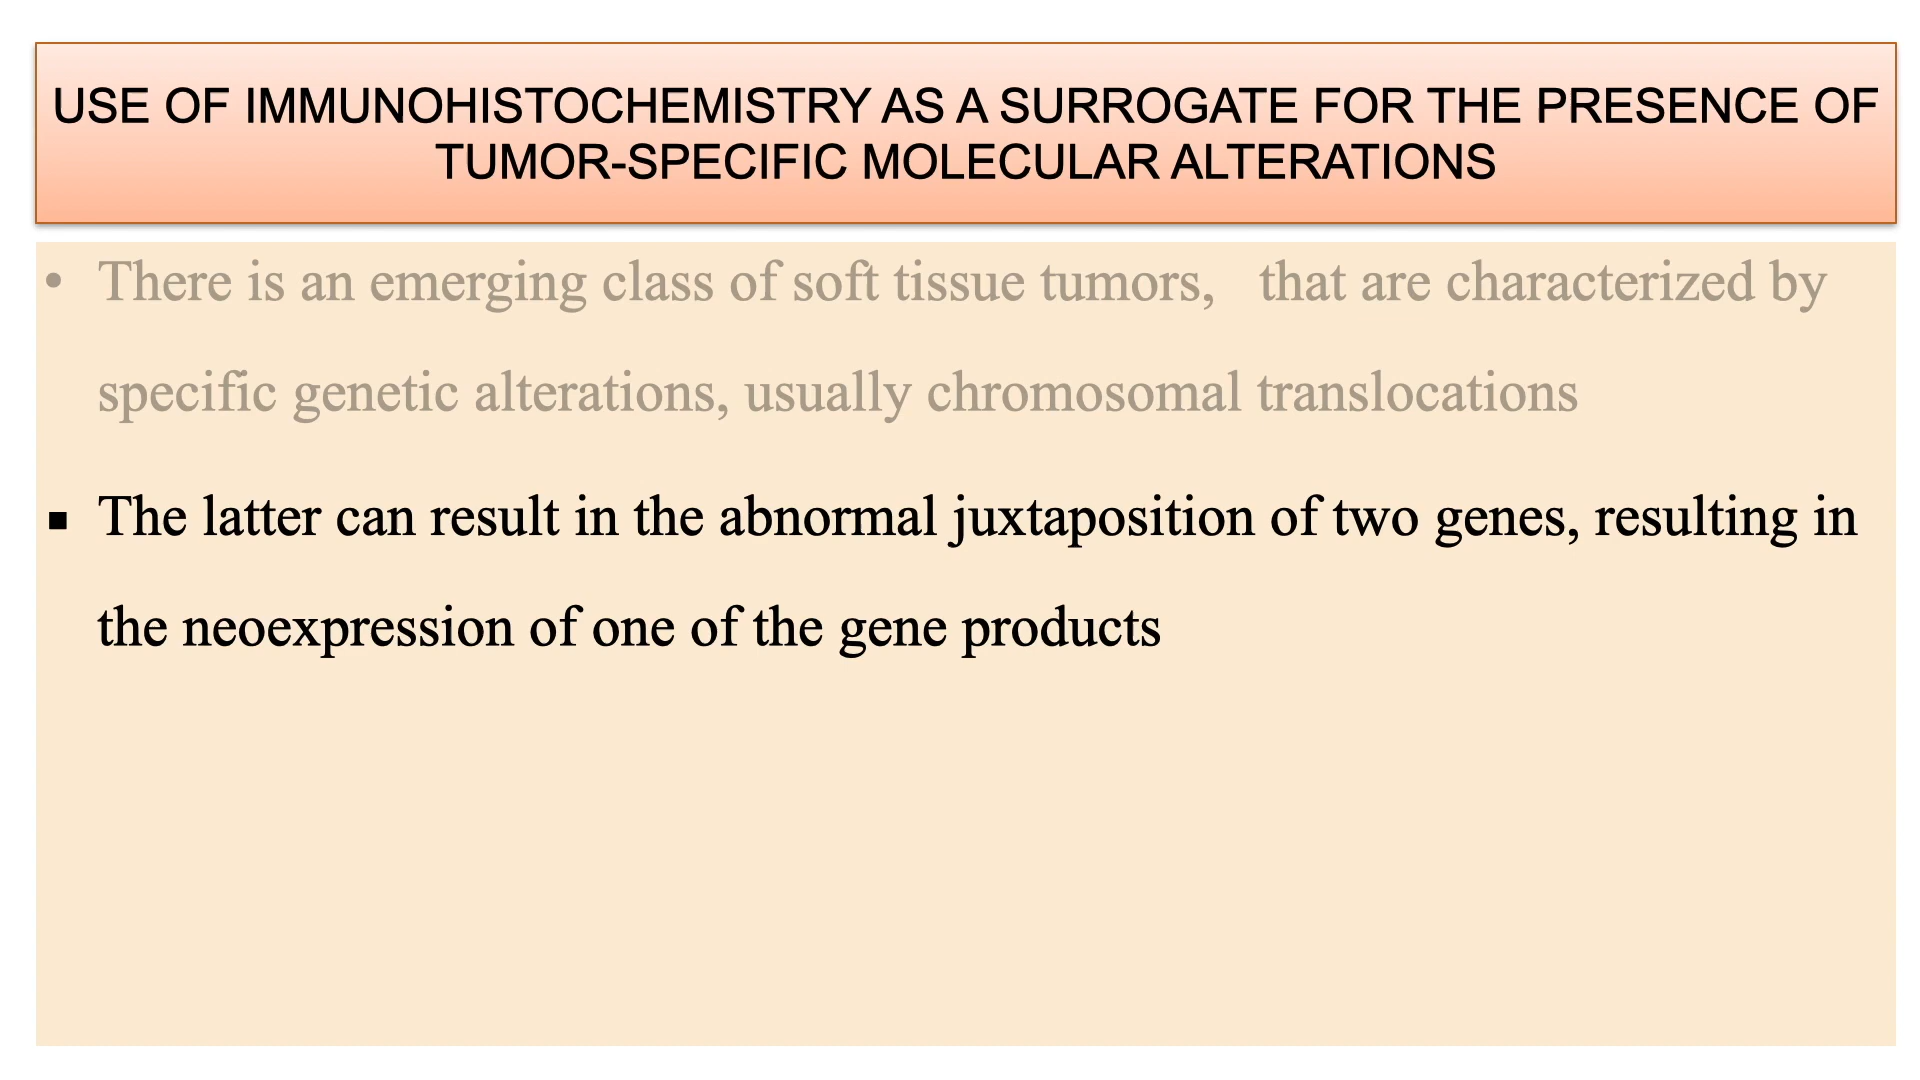 USE OF IMMUNOHISTOCHEMISTRY AS A SURROGATE FOR THE PRESENCE OF
TUMOR-SPECIFIC MOLECULAR ALTERATIONS
• There is an emerging class of soft tissue tumors, that are characterized by
specific genetic alterations, usually chromosomal translocations
▪ The latter can result in the abnormal juxtaposition of two genes, resulting in
the neoexpression of one of the gene products